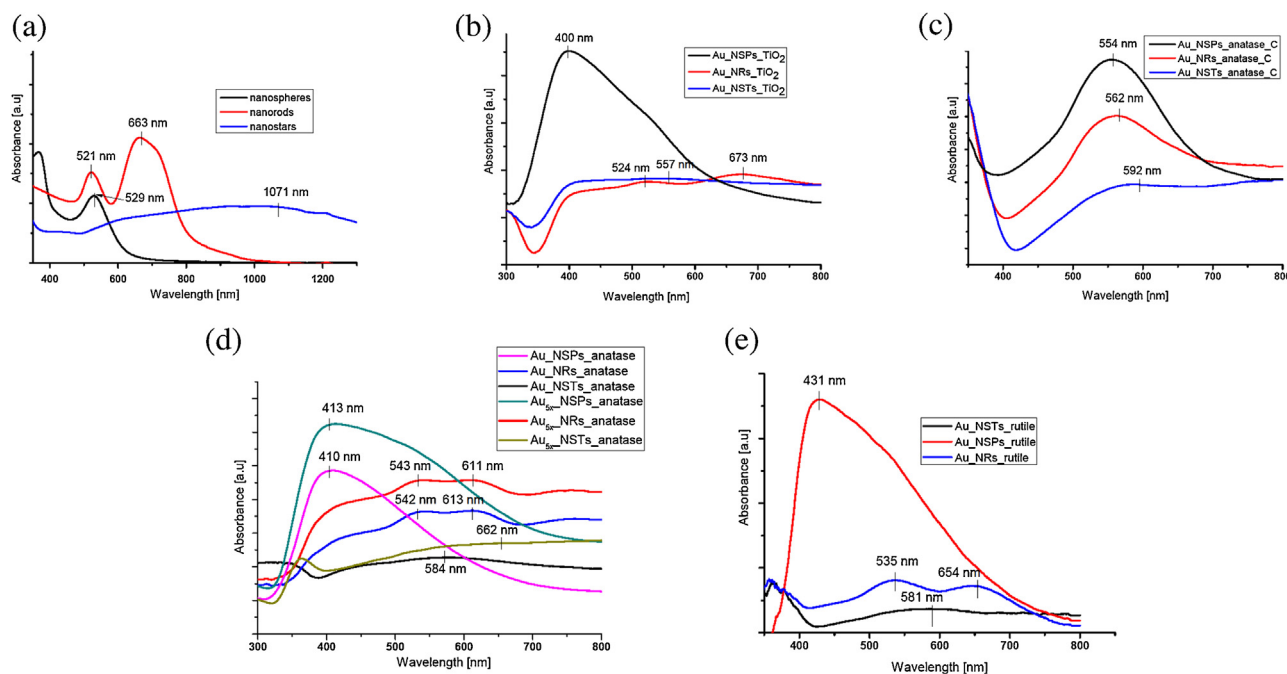 (a)
Absorbance [a.u]
nanospheres
nanorods
nanostars
663 nm
521 nm
529 nm
1071 nm
400
600
800
1000
1200
Wavelength [nm]
(b)
Absorbance [a.u]
400 nm
Au_NSPs_TiO2
Au_NRs_TiO2
Au_NSTs_TiO2
524 nm
557 nm
673 nm
300
400
500
600
700
800
Wavelength [nm]
(c)
Absorbance [a.u]
554 nm
562 nm
592 nm
Au_NSPs_anatase_C
Au_NRs_anatase_C
Au_NSTs_anatase_C
400
500
600
700
800
Wavelength [nm]
(d)
Absorbance [a.u]
Au_NSPs_anatase
Au_NRs_anatase
Au_NSTs_anatase
Au5x_NSPs_anatase
Au5x_NRs_anatase
Au5x_NSTs_anatase
413 nm
410 nm
543 nm
611 nm
542 nm
613 nm
662 nm
584 nm
300
400
500
600
700
800
Wavelength [nm]
(e)
Absorbance [a.u]
431 nm
Au_NSTs_rutile
Au_NSPs_rutile
Au_NRs_rutile
535 nm
654 nm
581 nm
400
500
600
700
800
Wavelength [nm]